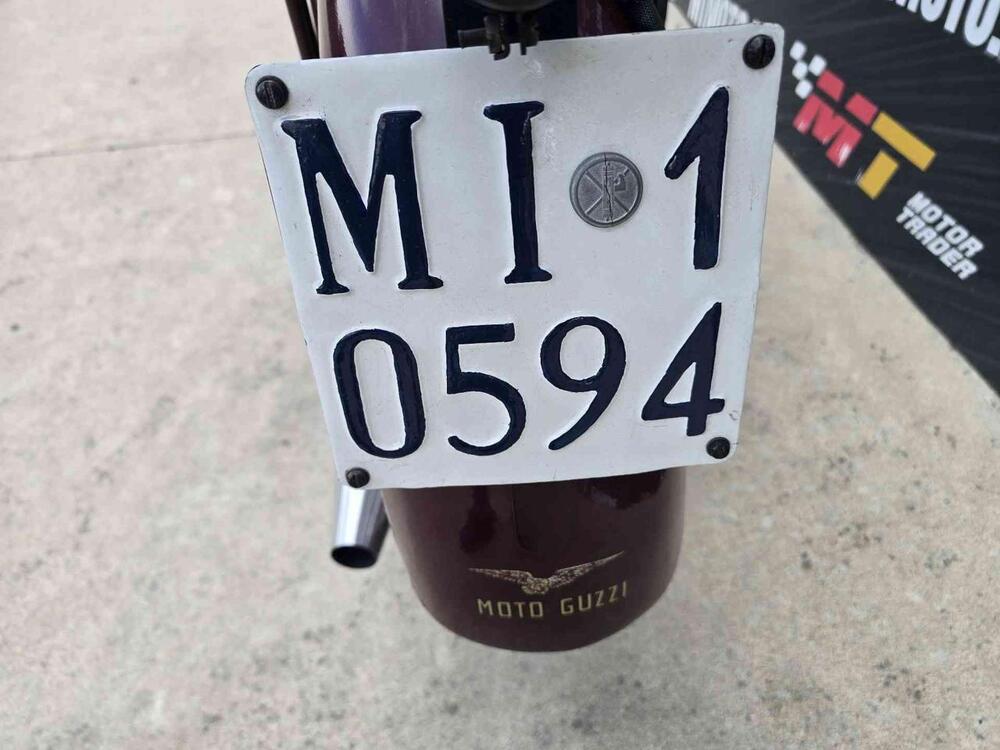 MI 1
0594
MOTO GUZZI
MT
MOTOR
TRADER